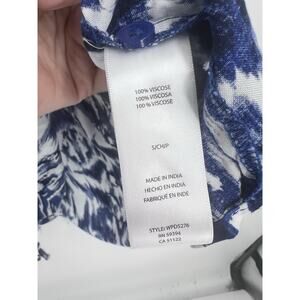 100% VISCOSE
100% VISCOSA
100 % VISCOSE
S/CH/P
MADE IN INDIA
HECHO EN INDIA
FABRIQUÉ EN INDE
STYLE: WPD5276
RN 59394
CA 51122